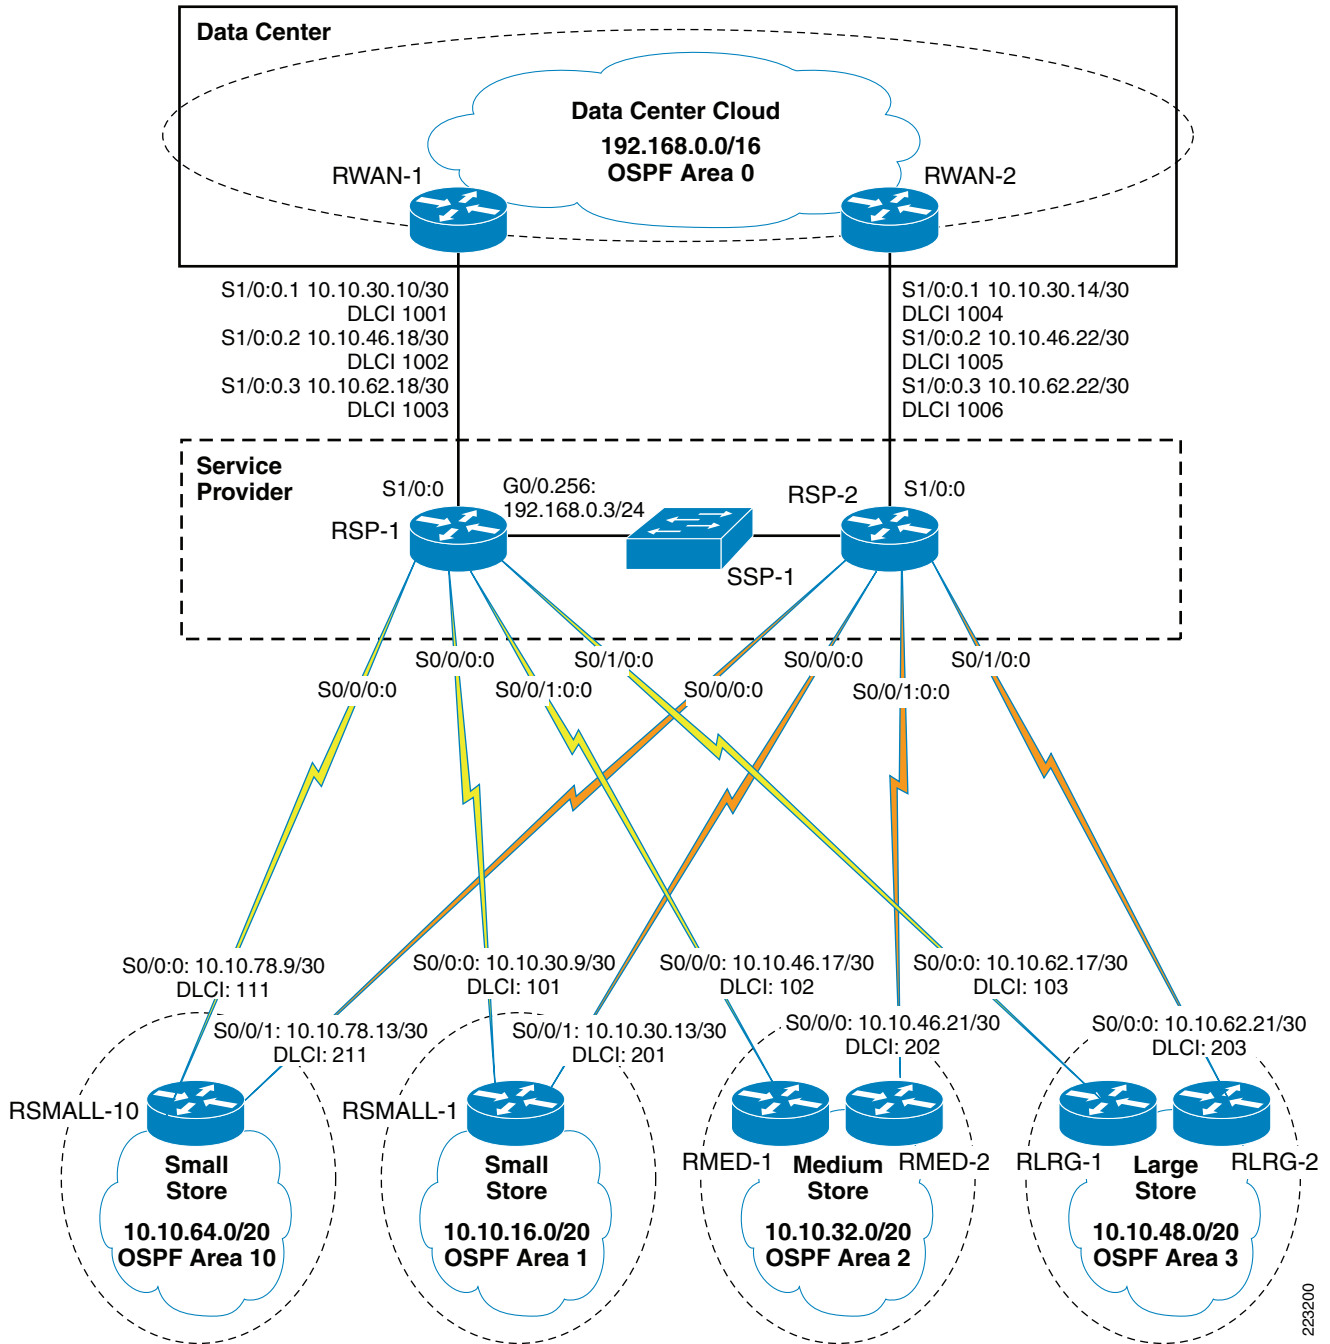 Data Center
Data Center Cloud
192.168.0.0/16
OSPF Area 0
RWAN-1
RWAN-2
S1/0:0.1 10.10.30.10/30
DLCI 1001
S1/0:0.2 10.10.46.18/30
DLCI 1002
S1/0:0.3 10.10.62.18/30
DLCI 1003
S1/0:0.1 10.10.30.14/30
DLCI 1004
S1/0:0.2 10.10.46.22/30
DLCI 1005
S1/0:0.3 10.10.62.22/30
DLCI 1006
Service
Provider
S1/0:0
G0/0.256:
192.168.0.3/24
RSP-2
S1/0:0
RSP-1
SSP-1
S0/0/0:0
S0/1/0:0
S0/0/0:0
S0/1/0:0
S0/0/0:0
S0/0/1:0:0
S0/0/0:0
S0/0/1:0:0
S0/0:0: 10.10.78.9/30
DLCI: 111
S0/0:0: 10.10.30.9/30
DLCI: 101
S0/0/0: 10.10.46.17/30
DLCI: 102
S0/0:0: 10.10.62.17/30
DLCI: 103
S0/0/1: 10.10.78.13/30
DLCI: 211
S0/0/1: 10.10.30.13/30
DLCI: 201
S0/0/0: 10.10.46.21/30
DLCI: 202
S0/0:0: 10.10.62.21/30
DLCI: 203
RSMALL-10
RSMALL-1
RMED-1
RMED-2
RLRG-1
RLRG-2
Small
Store
10.10.64.0/20
OSPF Area 10
Small
Store
10.10.16.0/20
OSPF Area 1
Medium
Store
10.10.32.0/20
OSPF Area 2
Large
Store
10.10.48.0/20
OSPF Area 3
223200